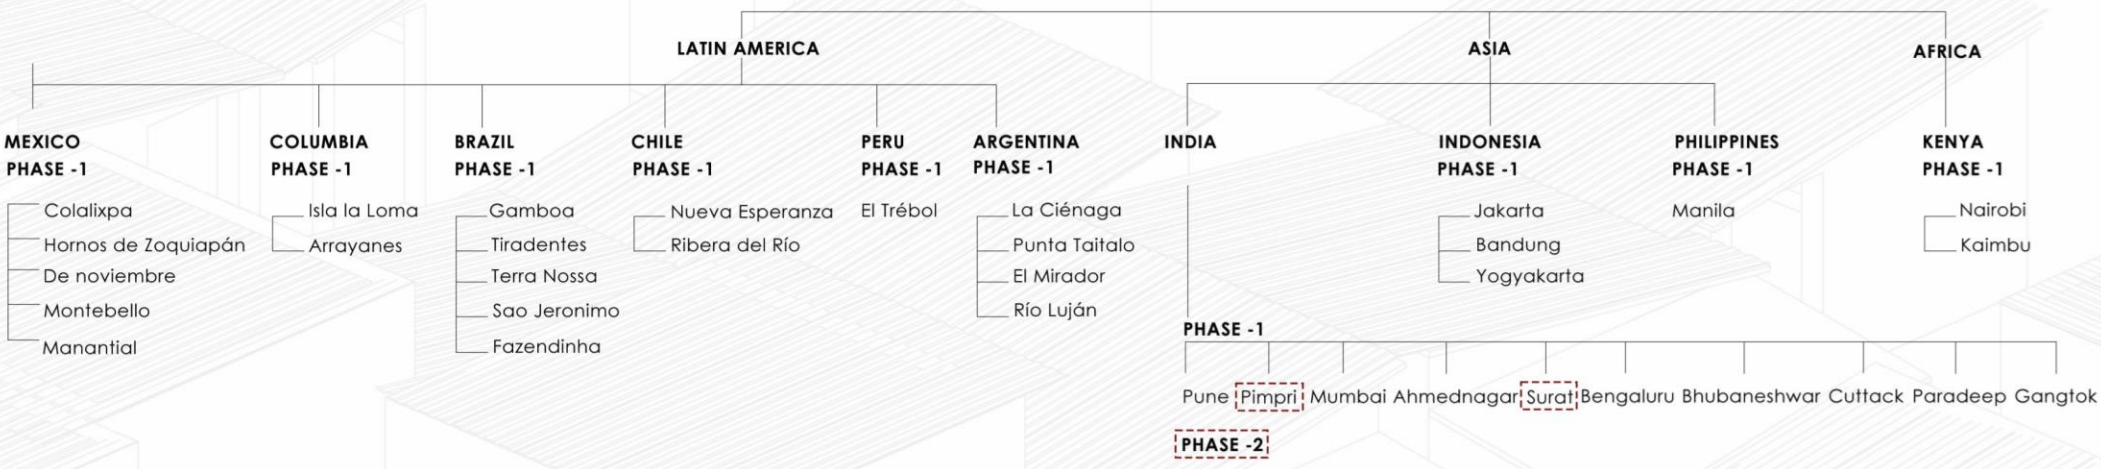 LATIN AMERICA
ASIA
AFRICA
MEXICO
PHASE -1
Colalixpa
Hornos de Zoquiapán
De noviembre
Montebello
Manantial
COLUMBIA
PHASE -1
Isla la Loma
Arrayanes
BRAZIL
PHASE -1
Gamboa
Tiradentes
Terra Nossa
Sao Jeronimo
Fazendinha
CHILE
PHASE -1
Nueva Esperanza
Ribera del Río
PERU
PHASE -1
El Trébol
ARGENTINA
PHASE -1
La Ciénaga
Punta Taitalo
El Mirador
Río Luján
INDIA
PHASE -1
Pune Pimpri Mumbai Ahmednagar Surat Bengaluru Bhubaneshwar Cuttack Paradeep Gangtok
PHASE -2
INDONESIA
PHASE -1
Jakarta
Bandung
Yogyakarta
PHILIPPINES
PHASE -1
Manila
KENYA
PHASE -1
Nairobi
Kaimbu